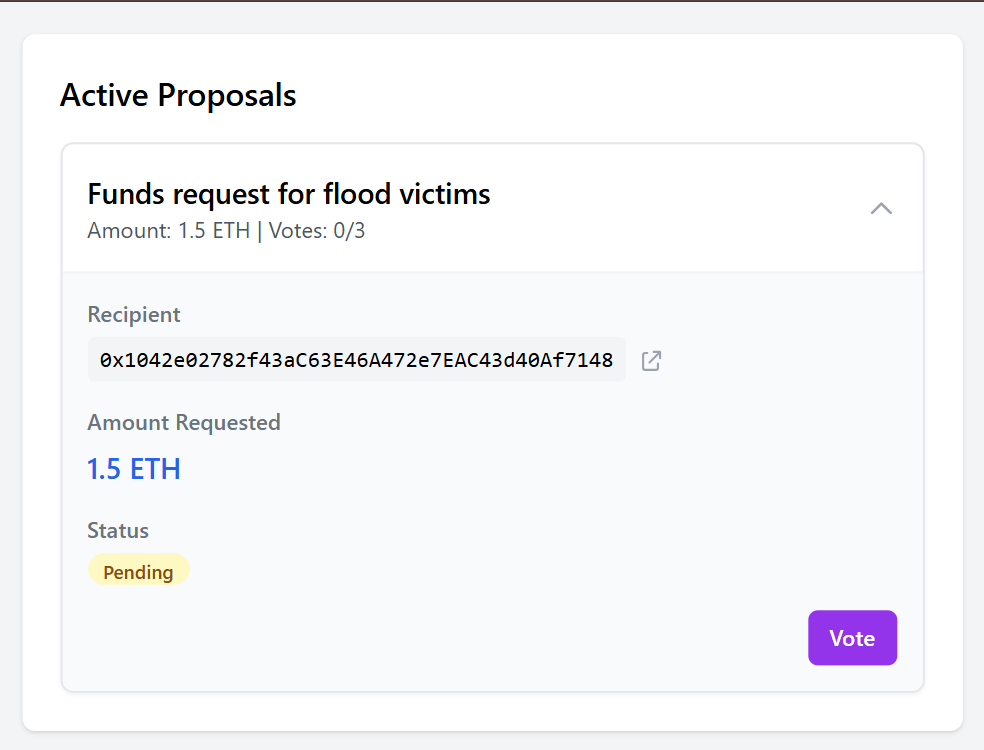 Active Proposals
Funds request for flood victims
Amount: 1.5 ETH | Votes: 0/3
Recipient
0x1042e02782f43aC63E46A472e7EAC43d40Af7148
Amount Requested
1.5 ETH
Status
Pending
Vote